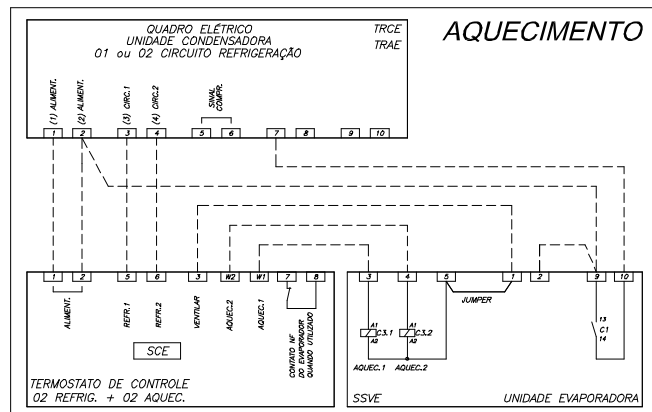 QUADRO ELÉTRICO
UNIDADE CONDENSADORA
01 ou 02 CIRCUITO REFRIGERAÇÃO
TRCE
TRAE
AQUECIMENTO
(1) ALIMENT.
(2) ALIMENT.
(3) CIRC.1
(4) CIRC.2
SINAL
COMPR.
1 2 3 4 5 6 7 8 9 10
1 2 5 6 3 W2 W1 7 8
ALIMENT.
REFR.1
REFR.2
VENTILAR
AQUEC.2
AQUEC.1
CONTATO NF
DO EVAPORADOR
QUANDO UTILIZADO
SCE
TERMOSTATO DE CONTROLE
02 REFRIG. + 02 AQUEC.
3 4 5 1 2 9 10
JUMPER
A1
C3.1
A2
A1
C3.2
A2
13
C1
14
AQUEC.1 AQUEC.2
SSVE
UNIDADE EVAPORADORA